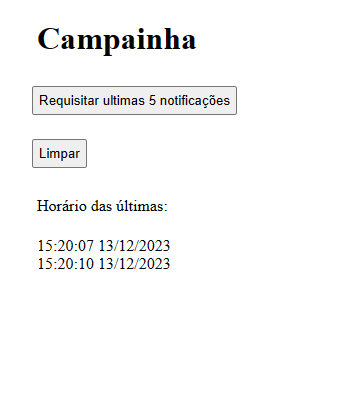 Campainha
Requisitar ultimas 5 notificações
Limpar
Horário das últimas:
15:20:07 13/12/2023
15:20:10 13/12/2023